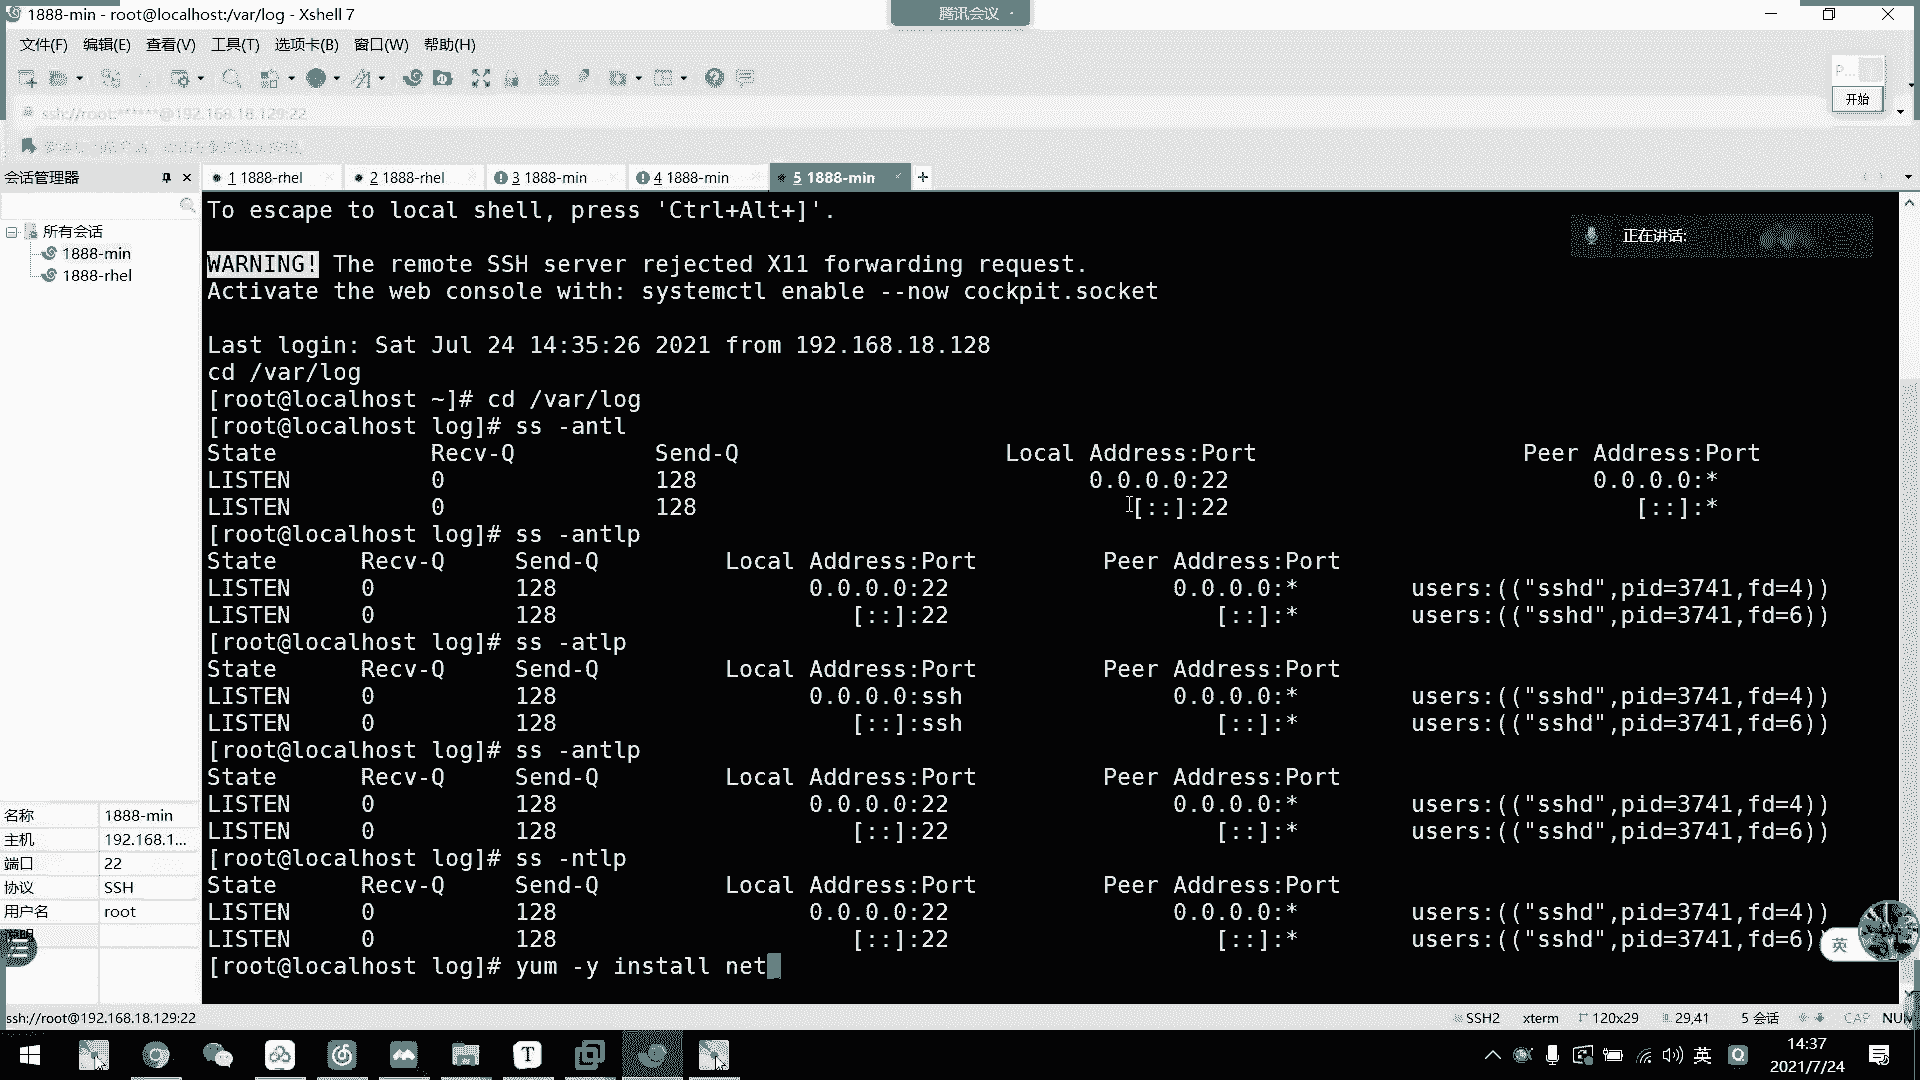 1888-min - root@localhost:/var/log - Xshell 7
腾讯会议
文件(F) 编辑(E) 查看(V) 工具(T) 选项卡(B) 窗口(W) 帮助(H)
P...
开始
ssh://root:******@192.168.18.129:22
会话管理器
1 1888-rhel
2 1888-rhel
3 1888-min
4 1888-min
5 1888-min
所有会话
1888-min
1888-rhel
正在讲话:
To escape to local shell, press 'Ctrl+Alt+]'.
WARNING! The remote SSH server rejected X11 forwarding request.
Activate the web console with: systemctl enable --now cockpit.socket
Last login: Sat Jul 24 14:35:26 2021 from 192.168.18.128
cd /var/log
[root@localhost ~]# cd /var/log
[root@localhost log]# ss -antl
State Recv-Q Send-Q Local Address:Port Peer Address:Port
LISTEN 0 128 0.0.0.0:22 0.0.0.0:*
LISTEN 0 128 [::]:22 [::]:*
[root@localhost log]# ss -antlp
State Recv-Q Send-Q Local Address:Port Peer Address:Port
LISTEN 0 128 0.0.0.0:22 0.0.0.0:* users:(("sshd",pid=3741,fd=4))
LISTEN 0 128 [::]:22 [::]:* users:(("sshd",pid=3741,fd=6))
[root@localhost log]# ss -atlp
State Recv-Q Send-Q Local Address:Port Peer Address:Port
LISTEN 0 128 0.0.0.0:ssh 0.0.0.0:* users:(("sshd",pid=3741,fd=4))
LISTEN 0 128 [::]:ssh [::]:* users:(("sshd",pid=3741,fd=6))
[root@localhost log]# ss -antlp
State Recv-Q Send-Q Local Address:Port Peer Address:Port
LISTEN 0 128 0.0.0.0:22 0.0.0.0:* users:(("sshd",pid=3741,fd=4))
LISTEN 0 128 [::]:22 [::]:* users:(("sshd",pid=3741,fd=6))
[root@localhost log]# ss -ntlp
State Recv-Q Send-Q Local Address:Port Peer Address:Port
LISTEN 0 128 0.0.0.0:22 0.0.0.0:* users:(("sshd",pid=3741,fd=4))
LISTEN 0 128 [::]:22 [::]:* users:(("sshd",pid=3741,fd=6)
[root@localhost log]# yum -y install net
名称 1888-min
主机 192.168.1...
端口 22
协议 SSH
用户名 root
英
ssh://root@192.168.18.129:22
SSH2 xterm 120x29 29,41 5 会话 CAP NUM
英
14:37
2021/7/24